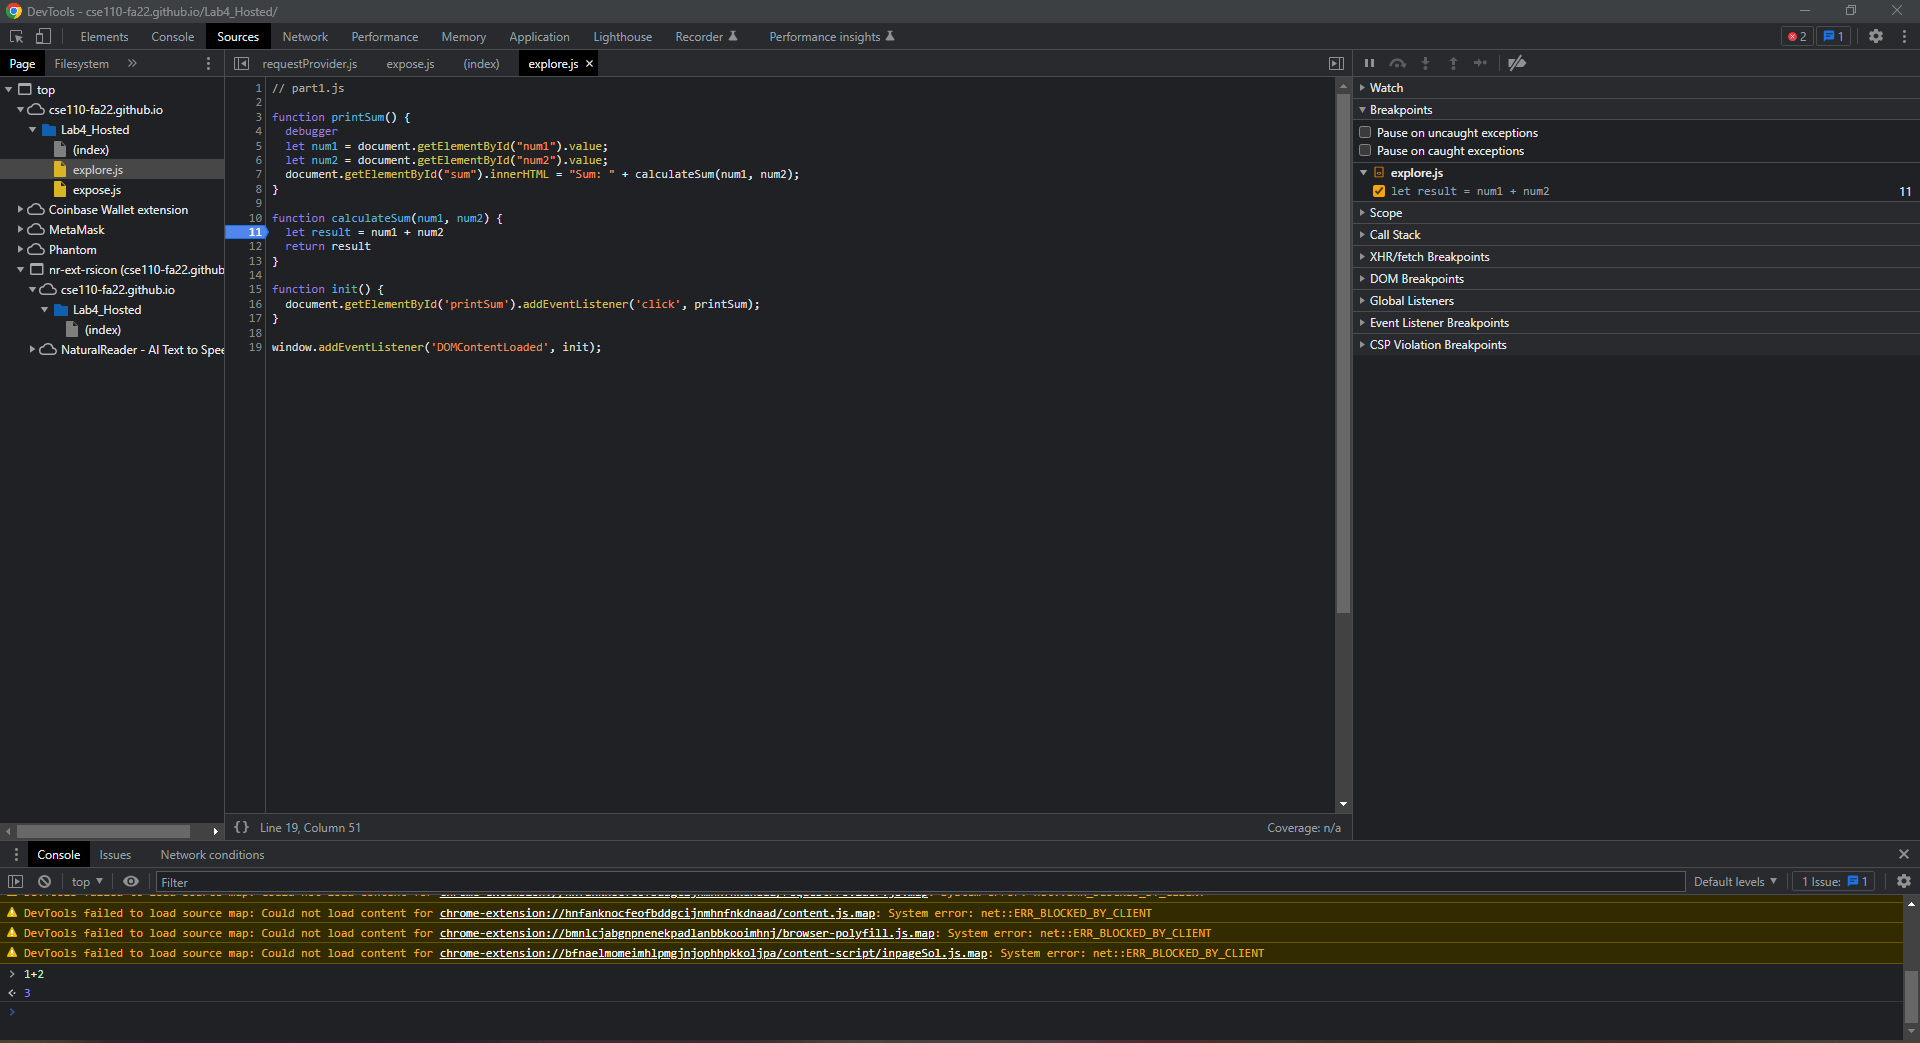 DevTools - cse110-fa22.github.io/Lab4_Hosted/
Elements Console Sources Network Performance Memory Application Lighthouse Recorder Performance insights 2 1
Page Filesystem »
requestProvider.js expose.js (index) explore.js ×
top
cse110-fa22.github.io
Lab4_Hosted
(index)
explore.js
expose.js
Coinbase Wallet extension
MetaMask
Phantom
nr-ext-rsicon (cse110-fa22.github
cse110-fa22.github.io
Lab4_Hosted
(index)
NaturalReader - AI Text to Spee
1 // part1.js
2
3 function printSum() {
4 debugger
5 let num1 = document.getElementById("num1").value;
6 let num2 = document.getElementById("num2").value;
7 document.getElementById("sum").innerHTML = "Sum: " + calculateSum(num1, num2);
8 }
9
10 function calculateSum(num1, num2) {
11 let result = num1 + num2
12 return result
13 }
14
15 function init() {
16 document.getElementById('printSum').addEventListener('click', printSum);
17 }
18
19 window.addEventListener('DOMContentLoaded', init);
{} Line 19, Column 51 Coverage: n/a
Watch
Breakpoints
Pause on uncaught exceptions
Pause on caught exceptions
explore.js
let result = num1 + num2 11
Scope
Call Stack
XHR/fetch Breakpoints
DOM Breakpoints
Global Listeners
Event Listener Breakpoints
CSP Violation Breakpoints
Console Issues Network conditions
top Filter Default levels 1 Issue: 1
DevTools failed to load source map: Could not load content for chrome-extension://hnfanknocfeofbddgcijnmhnfnkdnaad/content.js.map: System error: net::ERR_BLOCKED_BY_CLIENT
DevTools failed to load source map: Could not load content for chrome-extension://bmnlcjabgnpnenekpadlanbbkooimhnj/browser-polyfill.js.map: System error: net::ERR_BLOCKED_BY_CLIENT
DevTools failed to load source map: Could not load content for chrome-extension://bfnaelmomeimhlpmgjnjophhpkkoljpa/content-script/inpageSol.js.map: System error: net::ERR_BLOCKED_BY_CLIENT
> 1+2
3
>